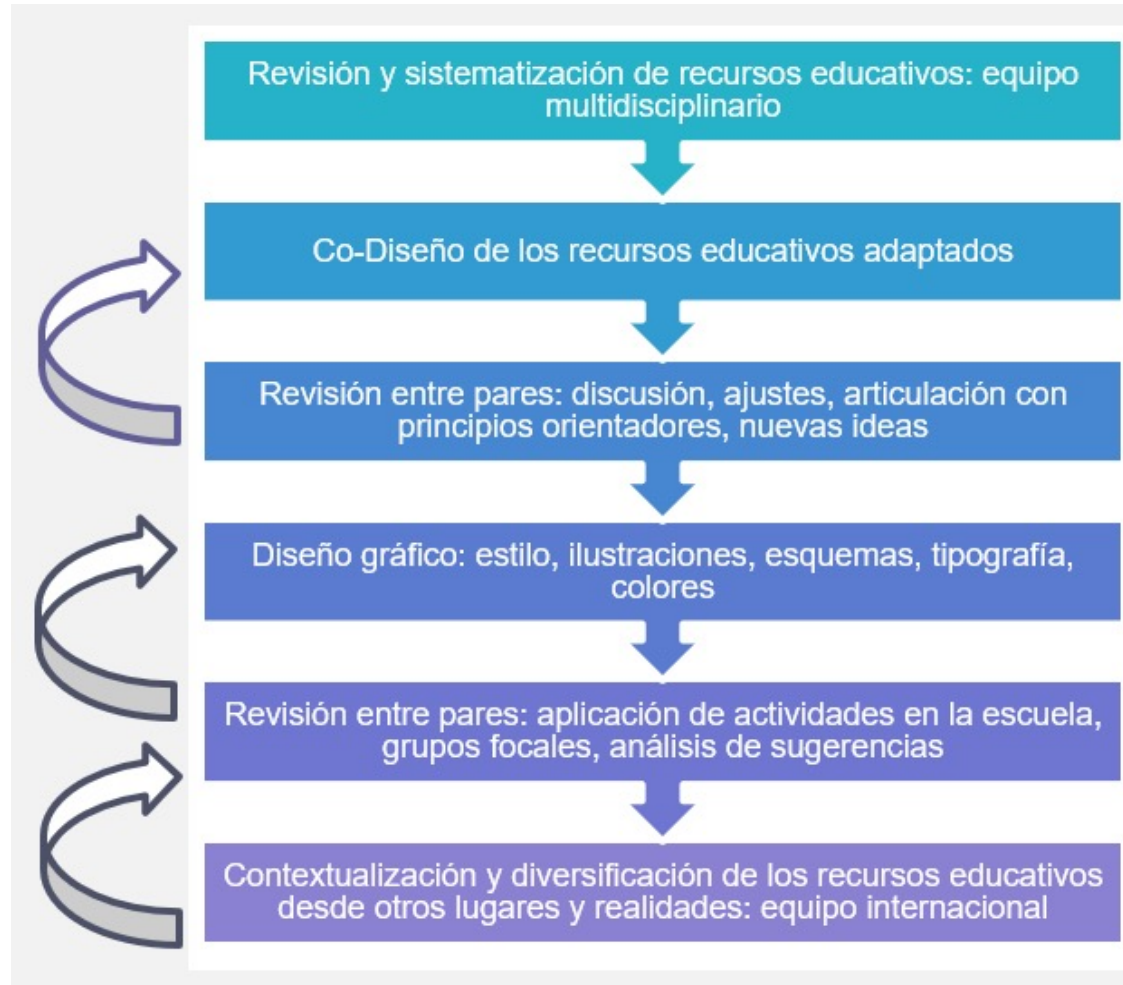 Revisión y sistematización de recursos educativos: equipo
multidisciplinario
Co-Diseño de los recursos educativos adaptados
Revisión entre pares: discusión, ajustes, articulación con
principios orientadores, nuevas ideas
Diseño gráfico: estilo, ilustraciones, esquemas, tipografía,
colores
Revisión entre pares: aplicación de actividades en la escuela,
grupos focales, análisis de sugerencias
Contextualización y diversificación de los recursos educativos
desde otros lugares y realidades: equipo internacional